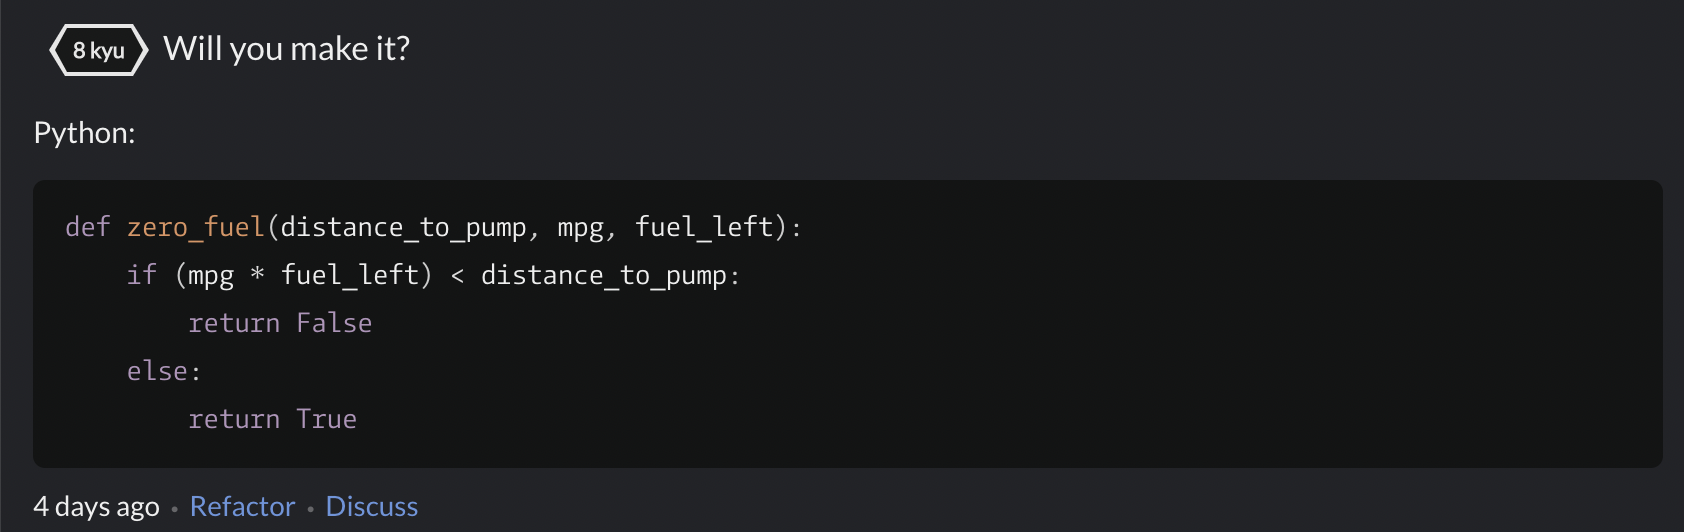 8 kyu Will you make it?
Python:
def zero_fuel(distance_to_pump, mpg, fuel_left):
    if (mpg * fuel_left) < distance_to_pump:
        return False
    else:
        return True
4 days ago • Refactor • Discuss